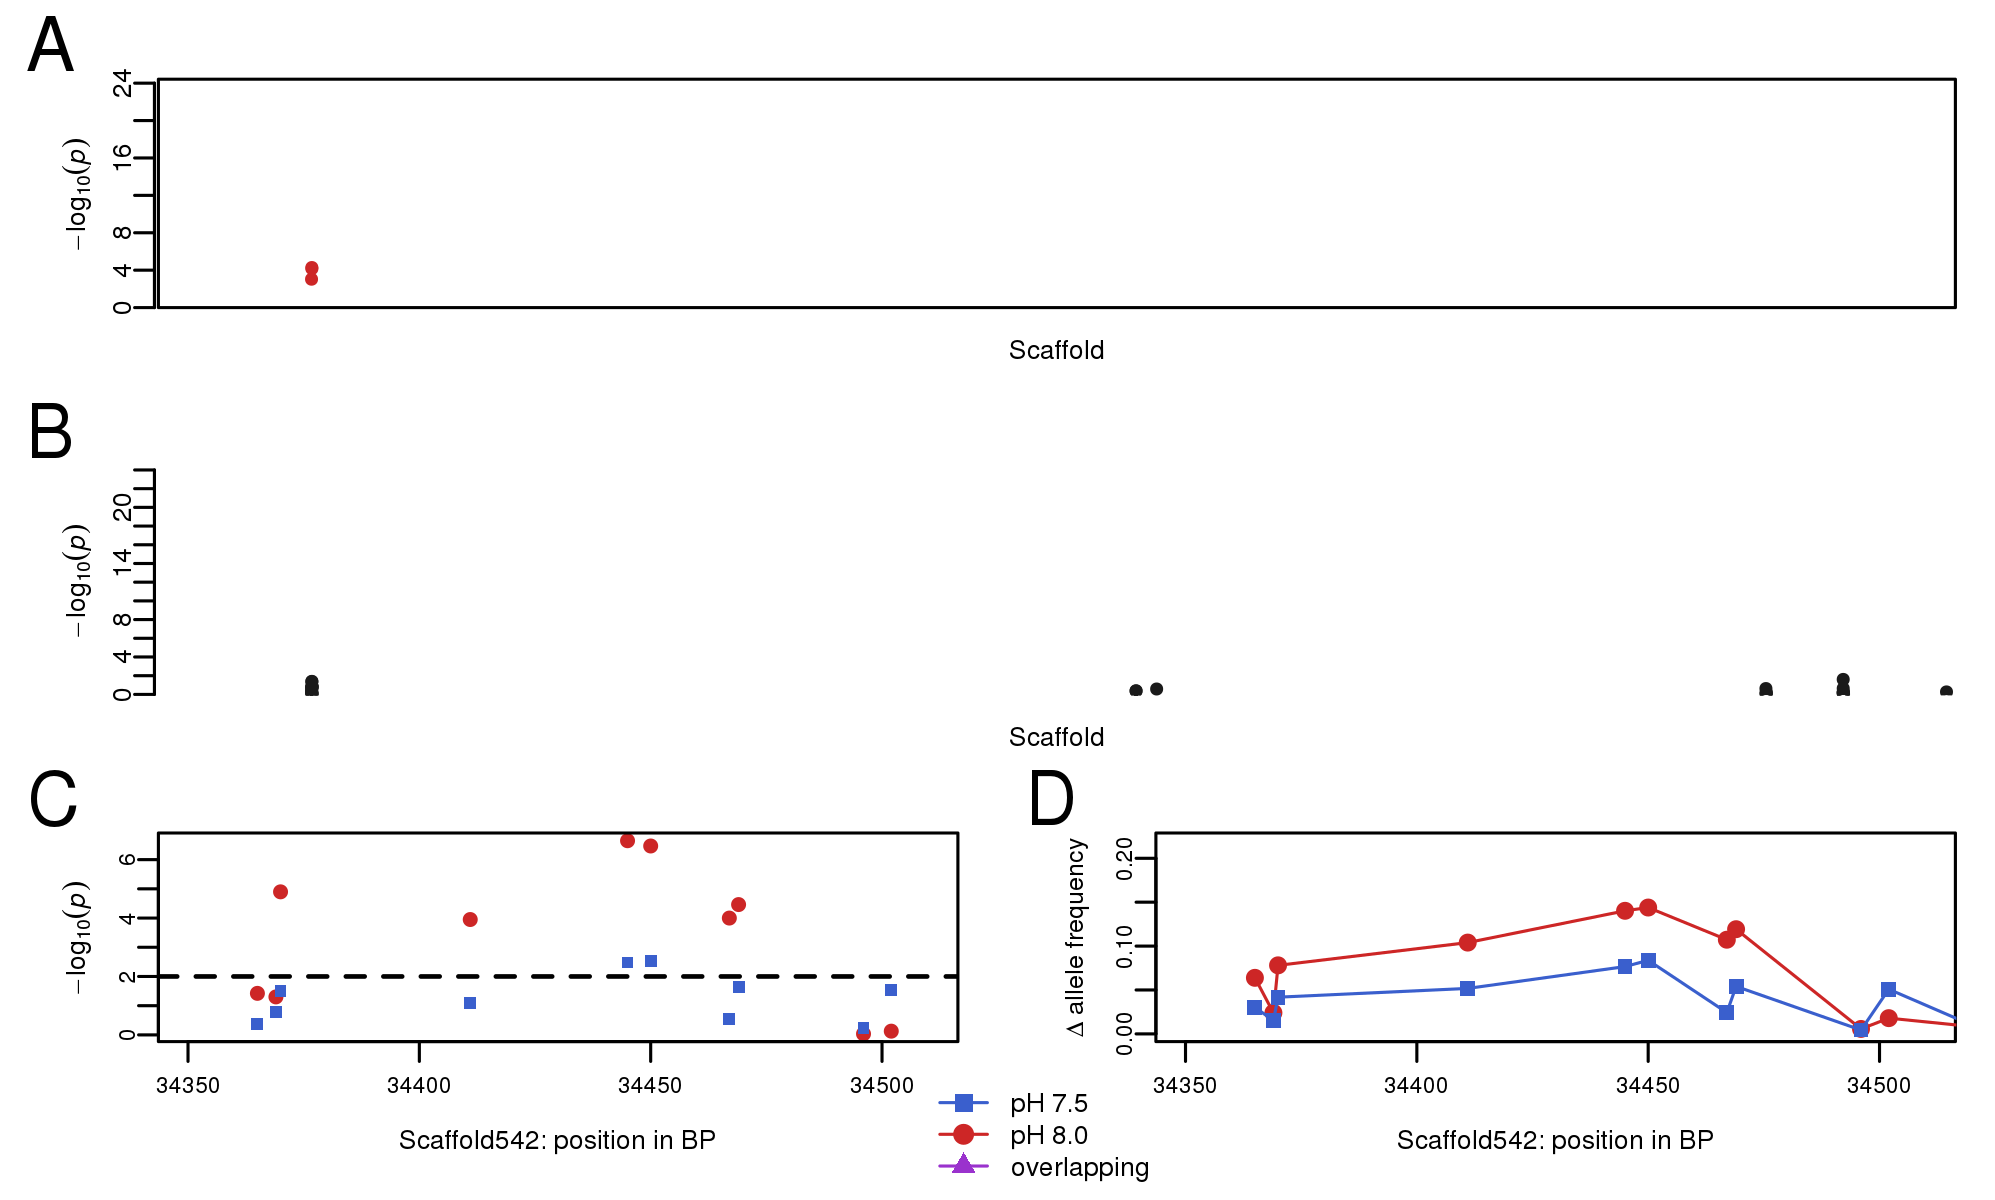 A
−log10(p)
24
16
8
4
0
Scaffold
B
−log10(p)
20
14
8
4
0
Scaffold
C
−log10(p)
6
4
2
0
34350 34400 34450 34500
Scaffold542: position in BP
D
Δ allele frequency
0.20
0.10
0.00
34350 34400 34450 34500
Scaffold542: position in BP
pH 7.5
pH 8.0
overlapping